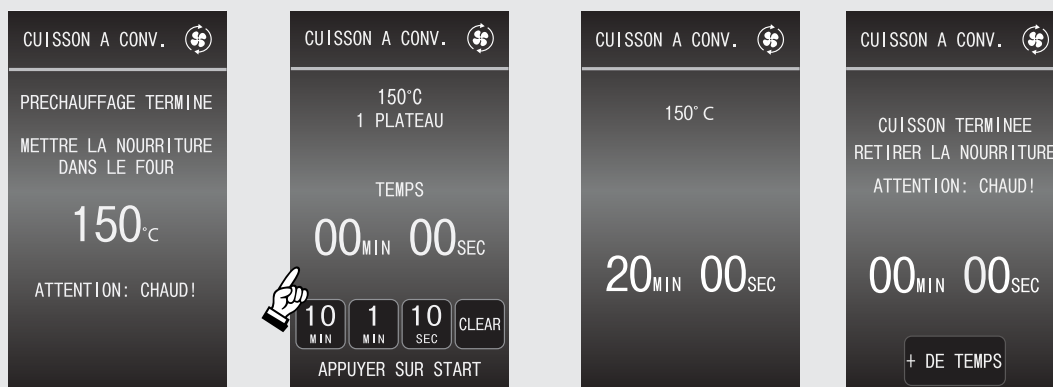 CUISSON A CONV.
PRECHAUFFAGE TERMINE
METTRE LA NOURRITURE
DANS LE FOUR
150°C
ATTENTION: CHAUD!
CUISSON A CONV.
150°C
1 PLATEAU
TEMPS
00MIN 00SEC
10 MIN 1 MIN 10 SEC CLEAR
APPUYER SUR START
CUISSON A CONV.
150°C
20MIN 00SEC
CUISSON A CONV.
CUISSON TERMINEE
RETIRER LA NOURRITURE
ATTENTION: CHAUD!
00MIN 00SEC
+ DE TEMPS